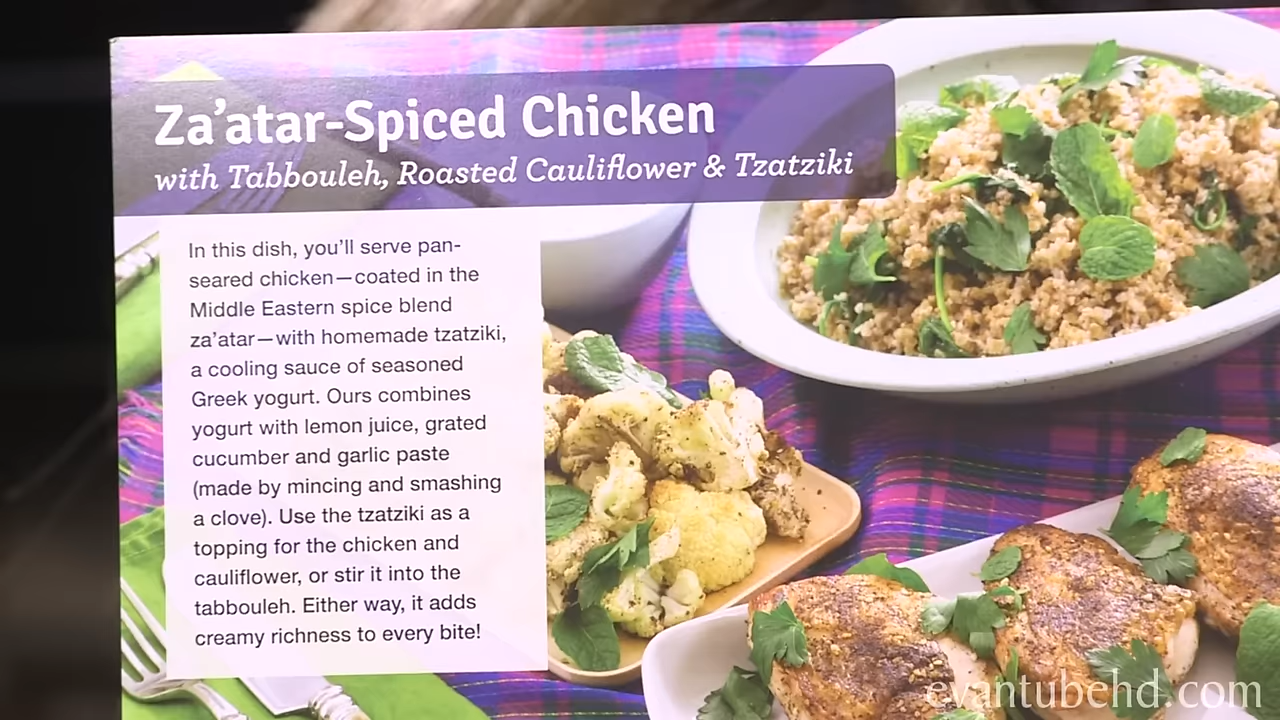 Za’atar-Spiced Chicken
with Tabbouleh, Roasted Cauliflower & Tzatziki
In this dish, you’ll serve pan-
seared chicken—coated in the
Middle Eastern spice blend
za’atar—with homemade tzatziki,
a cooling sauce of seasoned
Greek yogurt. Ours combines
yogurt with lemon juice, grated
cucumber and garlic paste
(made by mincing and smashing
a clove). Use the tzatziki as a
topping for the chicken and
cauliflower, or stir it into the
tabbouleh. Either way, it adds
creamy richness to every bite!
evantubehd.com